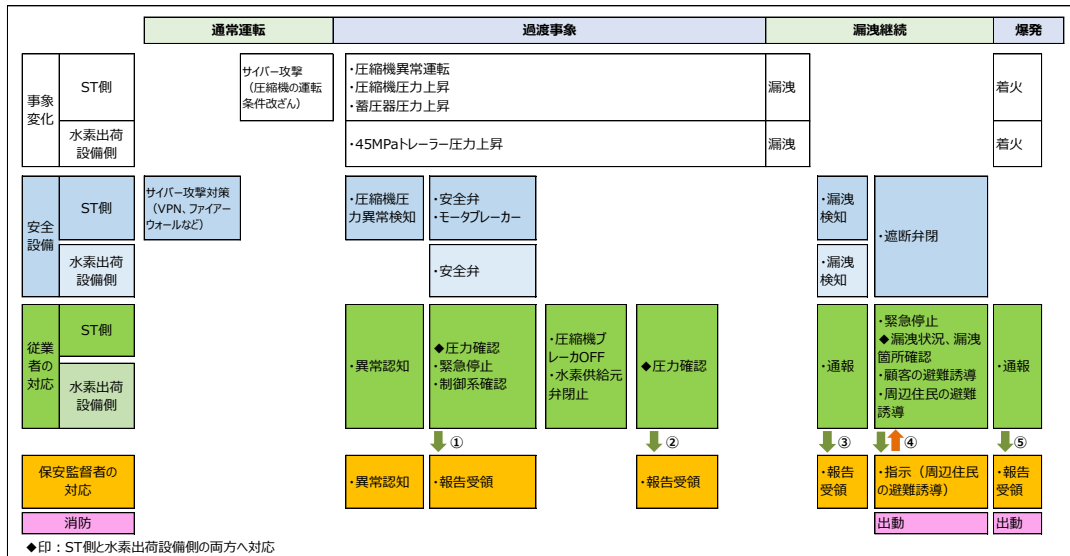 通常運転
過渡事象
漏洩継続
爆発
事象
変化
ST側
サイバー攻撃
（圧縮機の運転
条件改ざん）
・圧縮機異常運転
・圧縮機圧力上昇
・蓄圧器圧力上昇
漏洩
着火
水素出荷
設備側
・45MPaトレーラー圧力上昇
漏洩
着火
安全
設備
ST側
サイバー攻撃対策
（VPN、ファイアー
ウォールなど）
・圧縮機圧
力異常検知
・安全弁
・モータブレーカー
・漏洩
検知
・遮断弁閉
水素出荷
設備側
・安全弁
・漏洩
検知
従業
者の
対応
ST側
水素出荷
設備側
・異常認知
◆圧力確認
・緊急停止
・制御系確認
・圧縮機ブ
レーカOFF
・水素供給元
弁閉止
◆圧力確認
・通報
・緊急停止
◆漏洩状況、漏洩
箇所確認
・顧客の避難誘導
・周辺住民の避難
誘導
・通報
①
②
③
④
⑤
保安監督者の
対応
・異常認知
・報告受領
・報告受領
・報告
受領
・指示（周辺住民
の避難誘導）
・報告
受領
消防
出動
出動
◆印：ST側と水素出荷設備側の両方へ対応